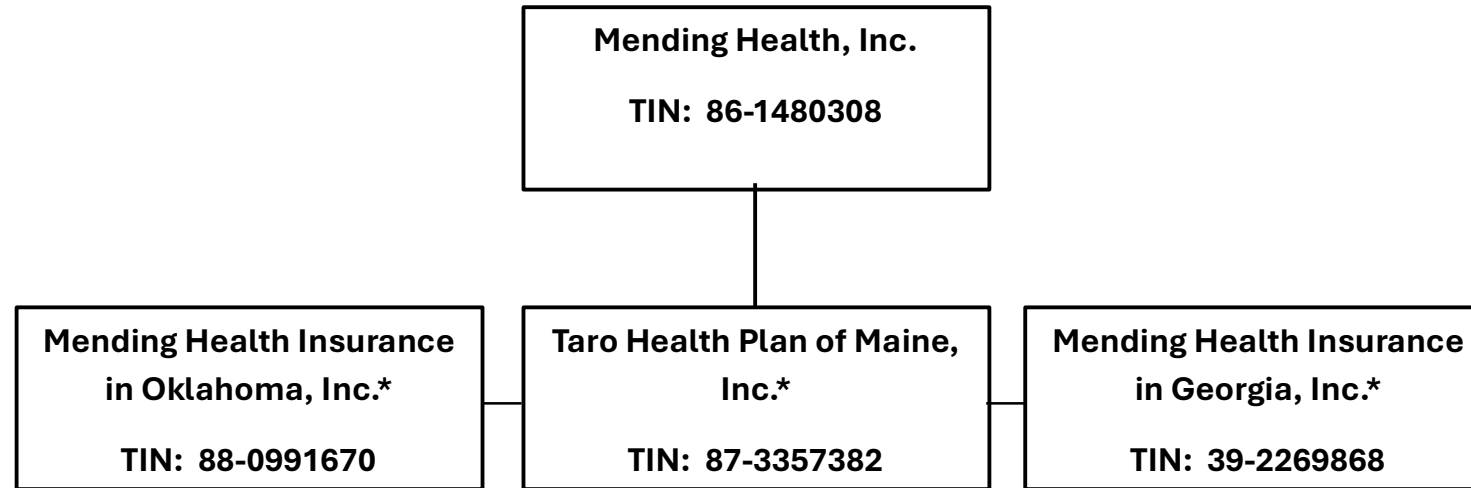 Mending Health, Inc.
TIN: 86-1480308
Mending Health Insurance
in Oklahoma, Inc.*
TIN: 88-0991670
Taro Health Plan of Maine,
Inc.*
TIN: 87-3357382
Mending Health Insurance
in Georgia, Inc.*
TIN: 39-2269868